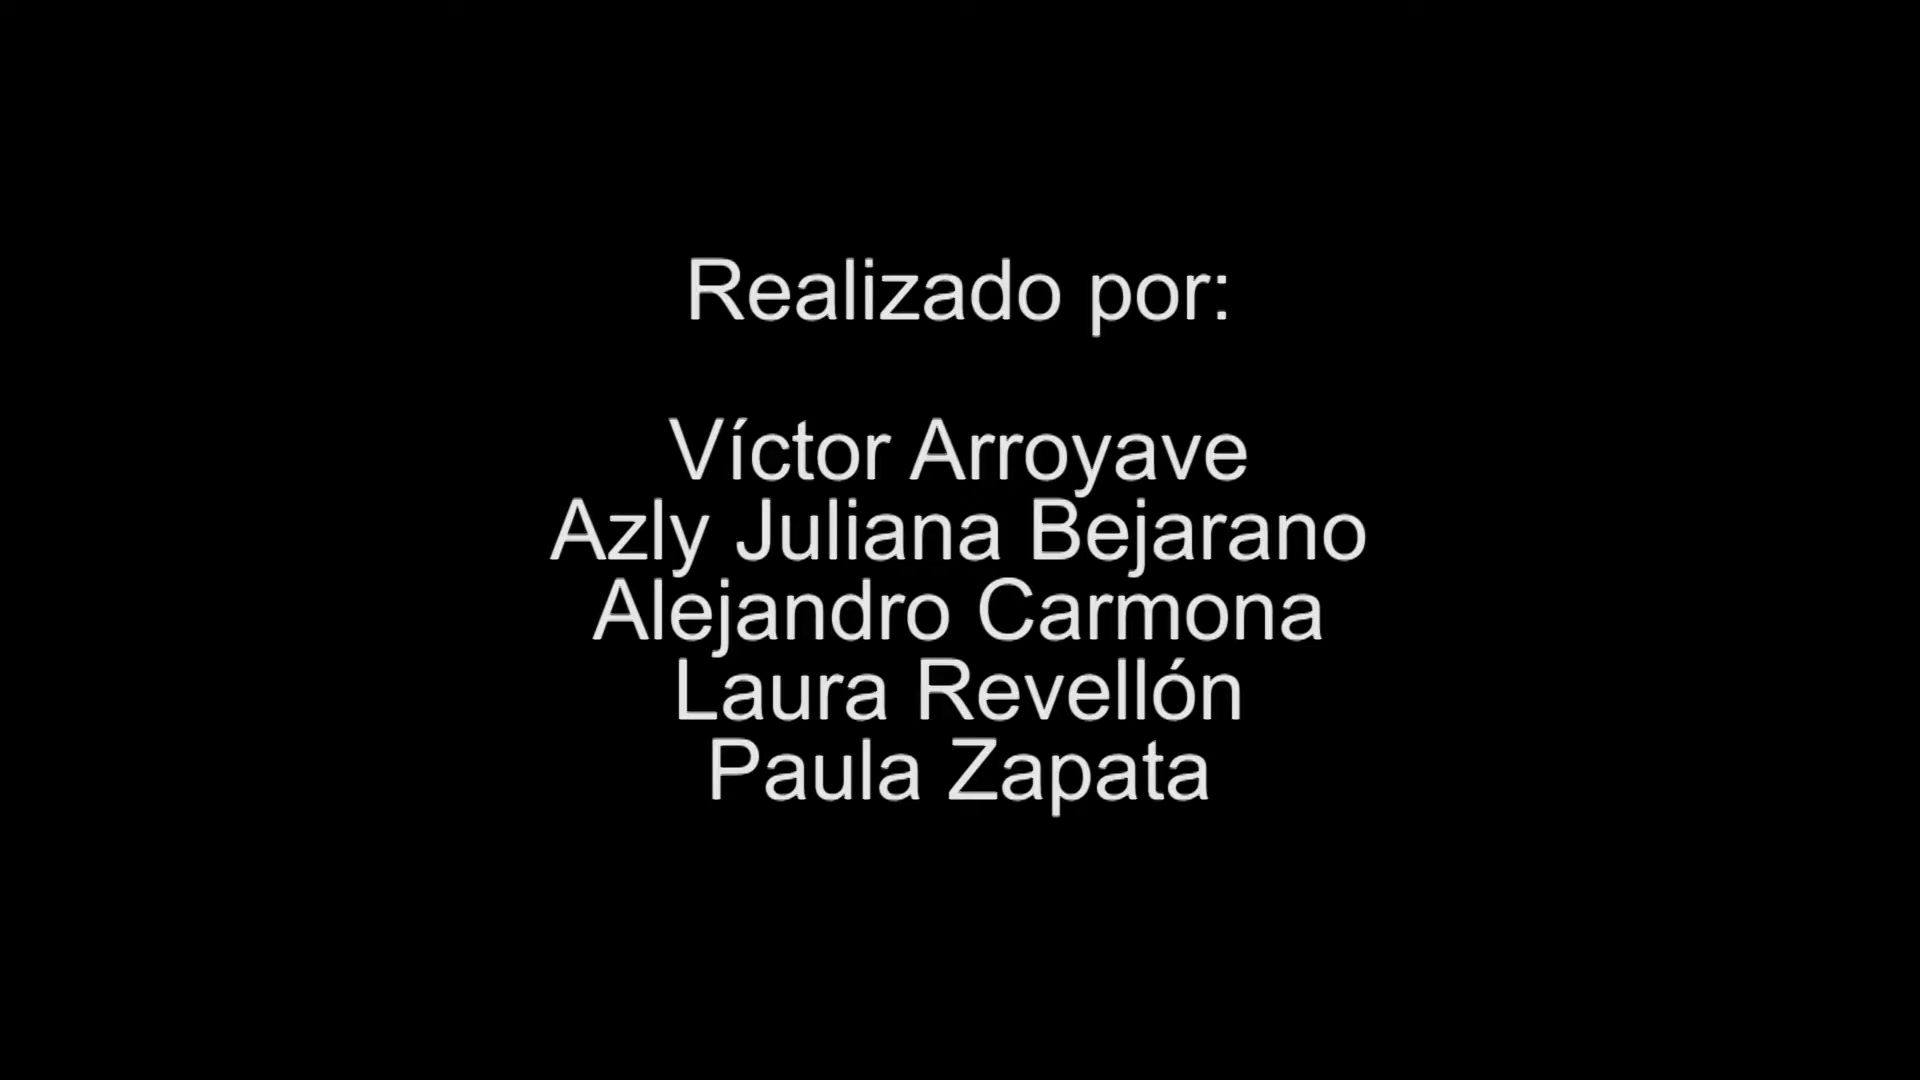 Realizado por:
Víctor Arroyave
Azly Juliana Bejarano
Alejandro Carmona
Laura Revellón
Paula Zapata